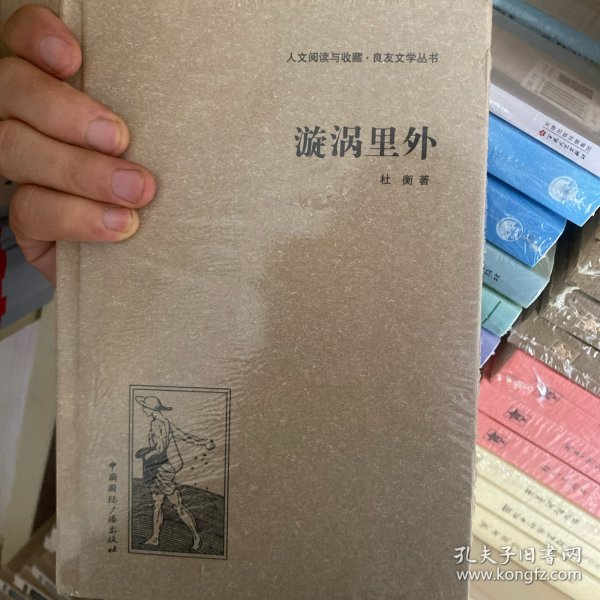 人文阅读与收藏·良友文学丛书
漩涡里外
杜 衡 著
中国国际广播出版社
孔夫子旧书网
www.kongfz.com